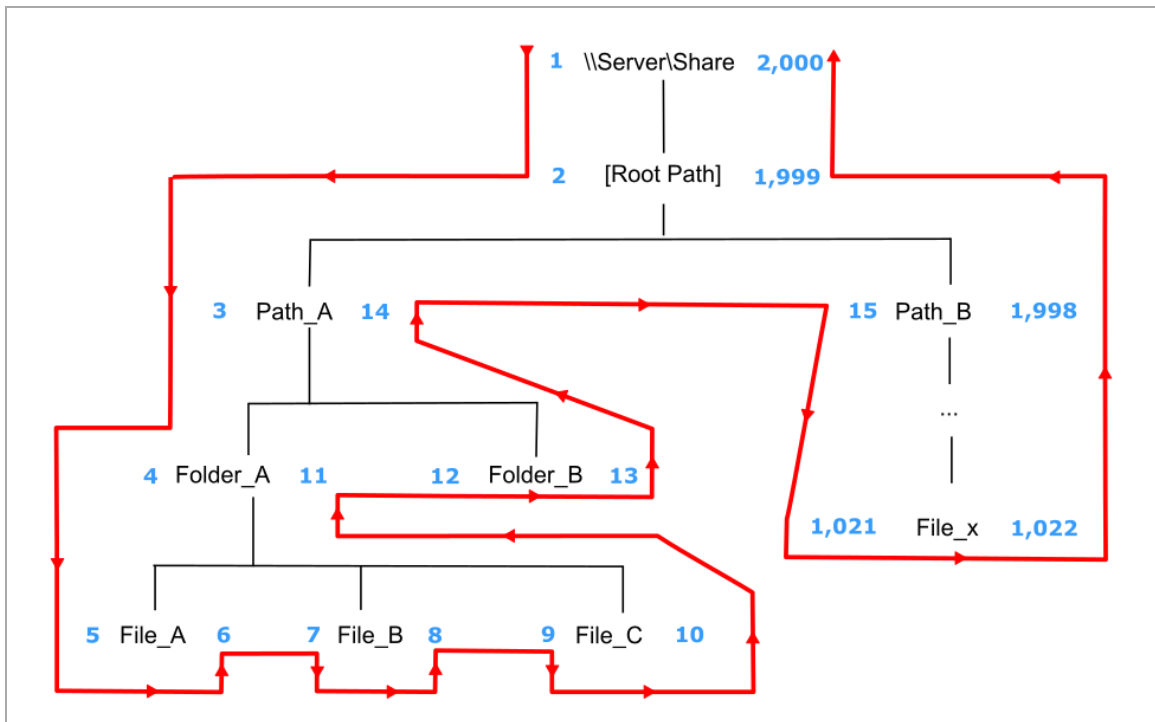 1 \\Server\Share 2,000
2 [Root Path] 1,999
3 Path_A 14 15 Path_B 1,998
...
4 Folder_A 11 12 Folder_B 13
1,021 File_x 1,022
5 File_A 6 7 File_B 8 9 File_C 10